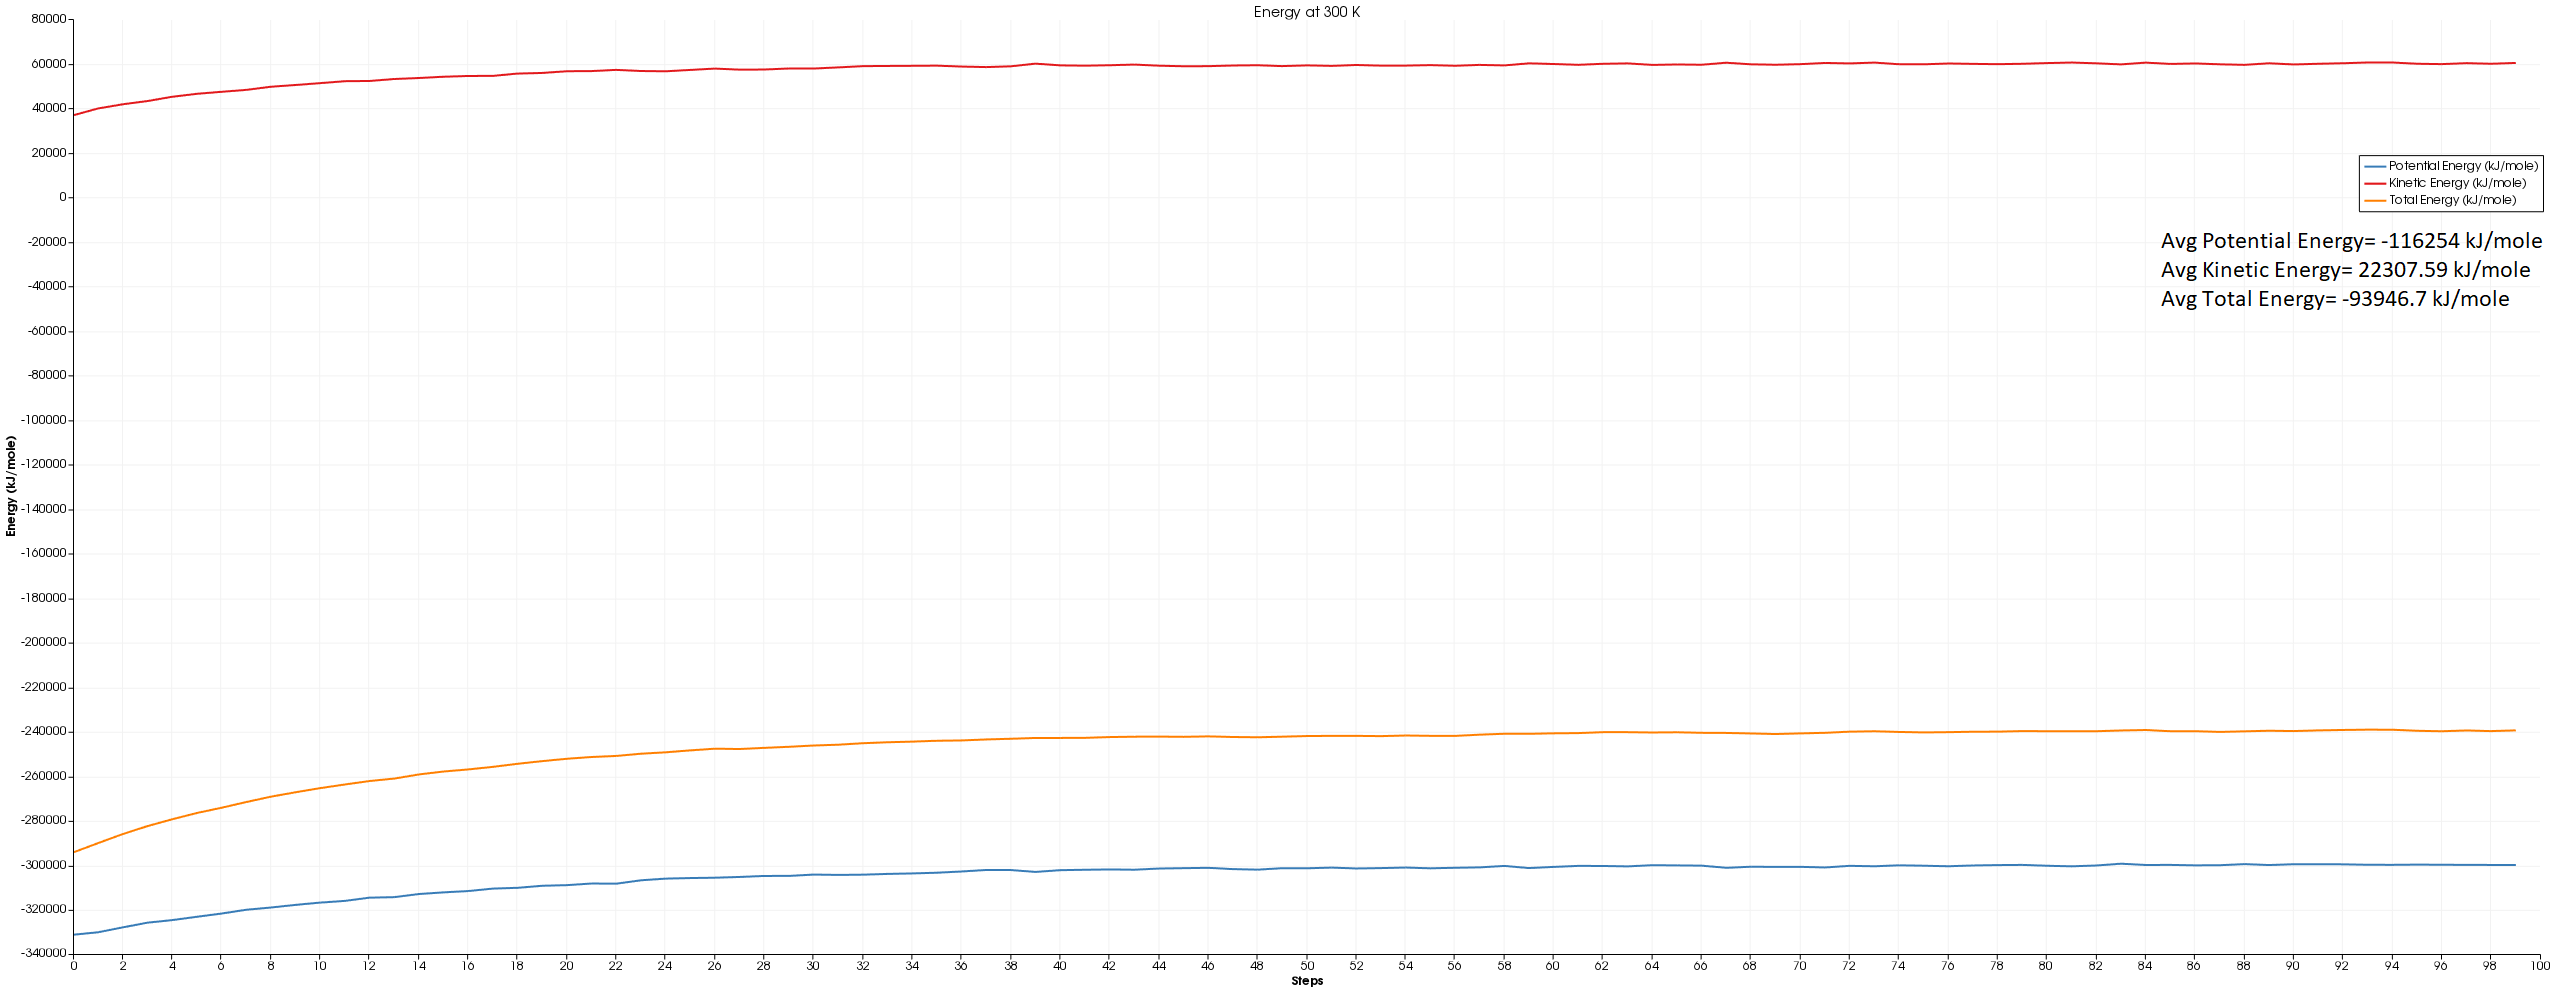 Energy at 300 K
80000
60000
40000
20000
0
-20000
-40000
-60000
-80000
-100000
-120000
-140000
-160000
-180000
-200000
-220000
-240000
-260000
-280000
-300000
-320000
-340000
Energy (kJ/mole)
Potential Energy (kJ/mole)
Kinetic Energy (kJ/mole)
Total Energy (kJ/mole)
Avg Potential Energy= -116254 kJ/mole
Avg Kinetic Energy= 22307.59 kJ/mole
Avg Total Energy= -93946.7 kJ/mole
0 2 4 6 8 10 12 14 16 18 20 22 24 26 28 30 32 34 36 38 40 42 44 46 48 50 52 54 56 58 60 62 64 66 68 70 72 74 76 78 80 82 84 86 88 90 92 94 96 98 100
Steps